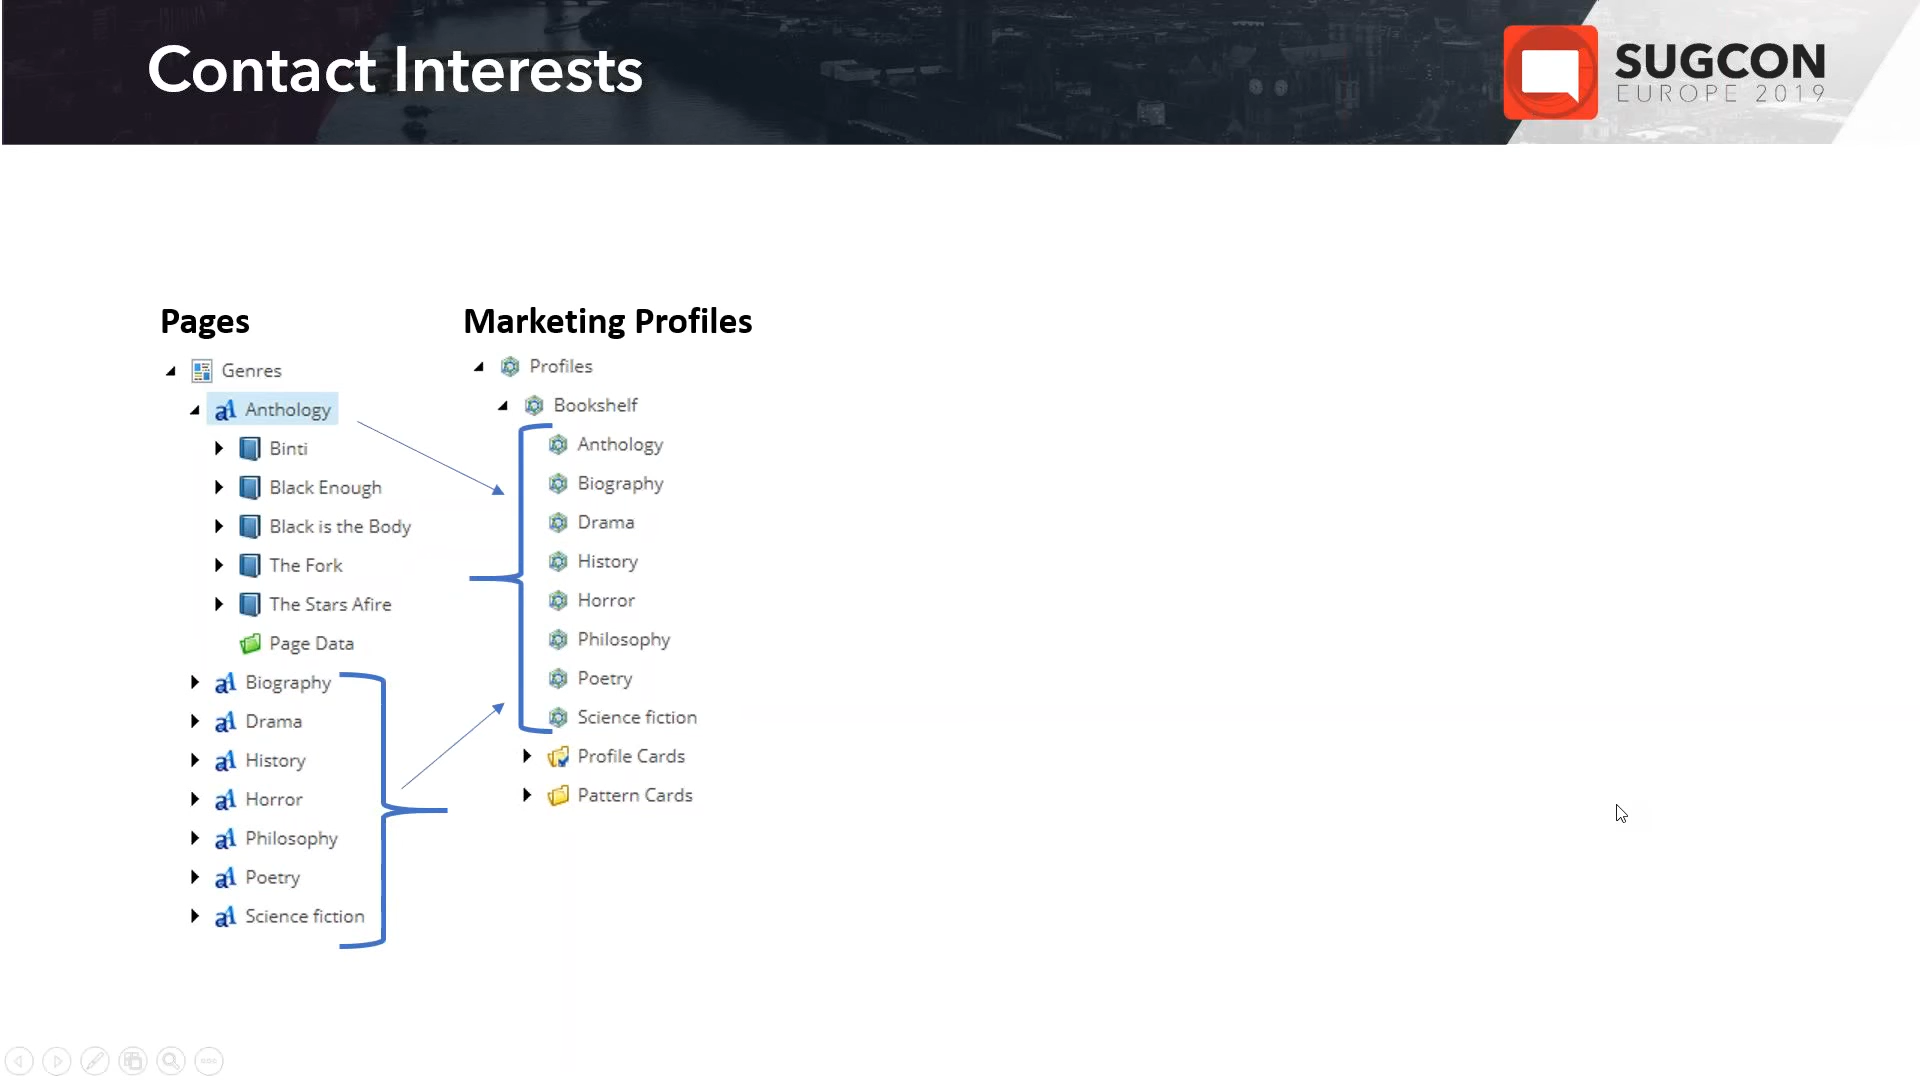 Contact Interests
SUGCON
EUROPE 2019
Pages
Genres
Anthology
Binti
Black Enough
Black is the Body
The Fork
The Stars Afire
Page Data
Biography
Drama
History
Horror
Philosophy
Poetry
Science fiction
Marketing Profiles
Profiles
Bookshelf
Anthology
Biography
Drama
History
Horror
Philosophy
Poetry
Science fiction
Profile Cards
Pattern Cards